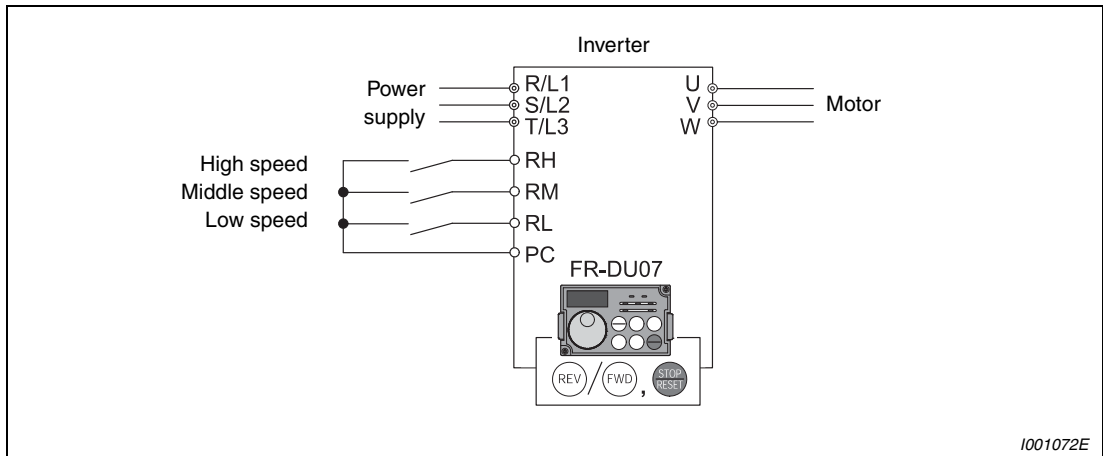 Inverter
Power
supply
R/L1
S/L2
T/L3
U
V
W
Motor
High speed
Middle speed
Low speed
RH
RM
RL
PC
FR-DU07
REV / FWD , STOP
RESET
I001072E